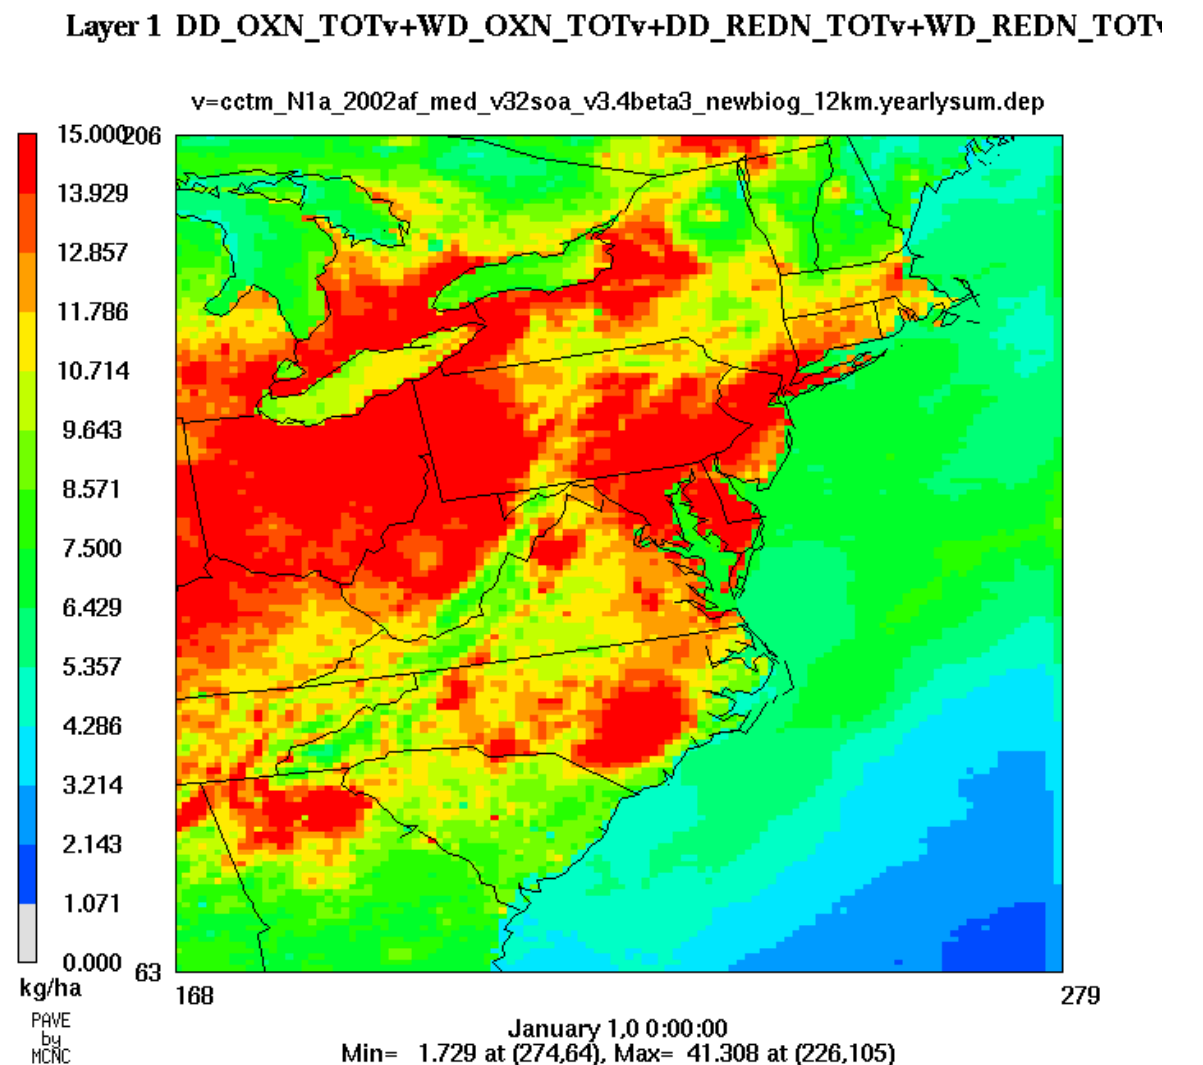 Layer 1 DD_OXN_TOTv+WD_OXN_TOTv+DD_REDN_TOTv+WD_REDN_TOTv
v=cctm_N1a_2002af_med_v32soa_v3.4beta3_newbiog_12km.yearlysum.dep
15.000
206
13.929
12.857
11.786
10.714
9.643
8.571
7.500
6.429
5.357
4.286
3.214
2.143
1.071
0.000
63
kg/ha
168
279
PAVE
by
MCNC
January 1,0 0:00:00
Min= 1.729 at (274,64), Max= 41.308 at (226,105)